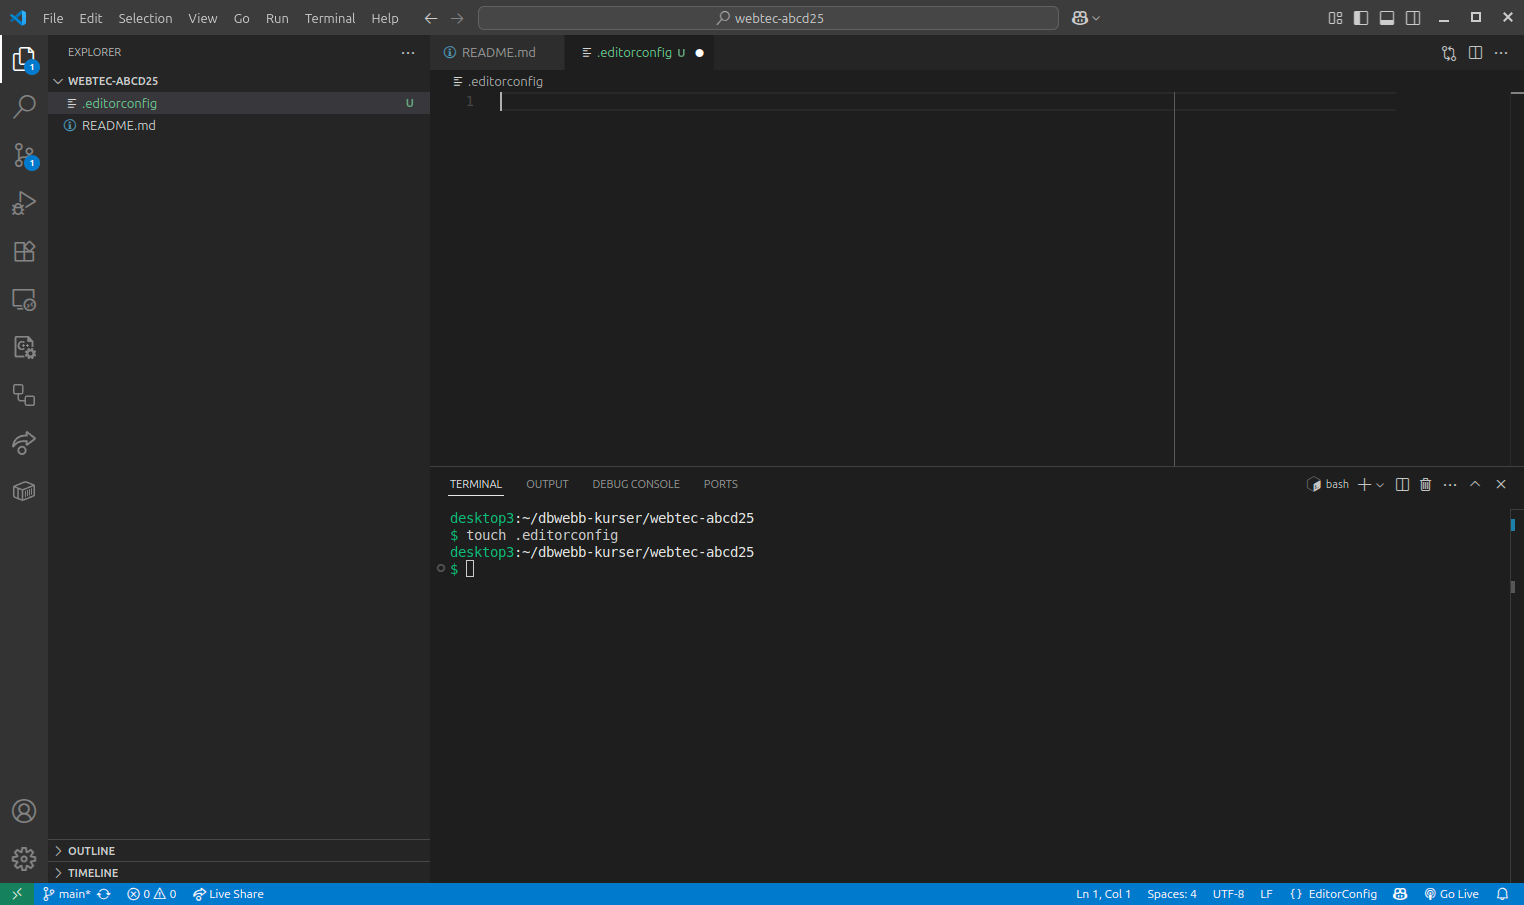 File Edit Selection View Go Run Terminal Help
webtec-abcd25
EXPLORER
WEBTEC-ABCD25
.editorconfig U
README.md
OUTLINE
TIMELINE
1
1
README.md
.editorconfig U
.editorconfig
1
TERMINAL OUTPUT DEBUG CONSOLE PORTS
bash
desktop3:~/dbwebb-kurser/webtec-abcd25
$ touch .editorconfig
desktop3:~/dbwebb-kurser/webtec-abcd25
$
main* 0 0 Live Share
Ln 1, Col 1 Spaces: 4 UTF-8 LF {} EditorConfig Go Live